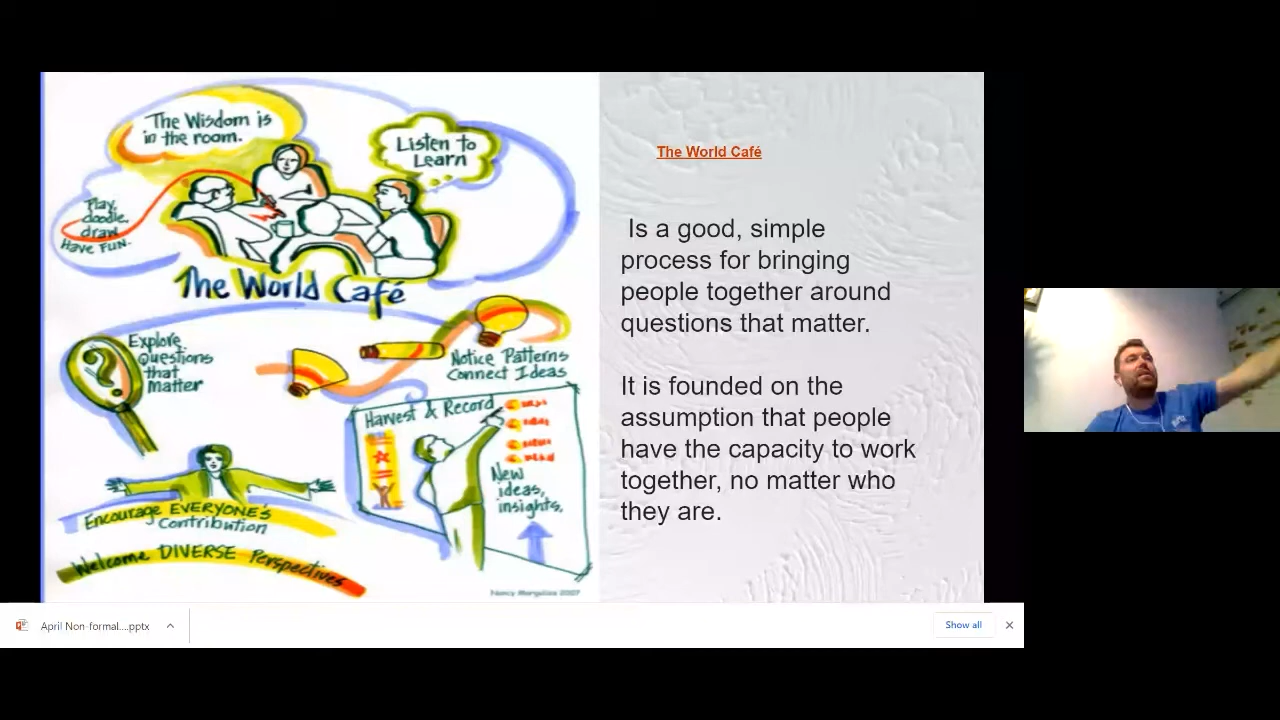 The Wisdom is
in the room.
Listen to
Learn
Play,
doodle,
draw.
Have Fun.
The World Café
Explore
Questions
that
matter
Notice Patterns
Connect Ideas
Harvest & Record
New
ideas,
insights,
Encourage EVERYONE's
Contribution
Welcome DIVERSE Perspectives
Nancy Margulies 2007
The World Café
Is a good, simple
process for bringing
people together around
questions that matter.
It is founded on the
assumption that people
have the capacity to work
together, no matter who
they are.
April Non-formal....pptx
Show all